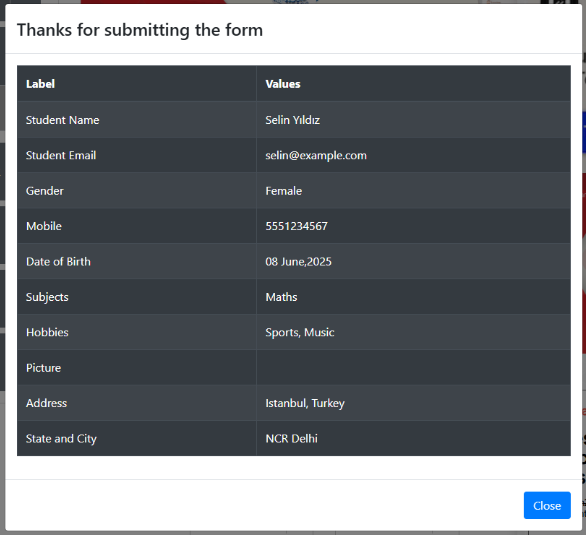 Thanks for submitting the form
Label Values
Student Name Selin Yıldız
Student Email selin@example.com
Gender Female
Mobile 5551234567
Date of Birth 08 June,2025
Subjects Maths
Hobbies Sports, Music
Picture
Address Istanbul, Turkey
State and City NCR Delhi
Close